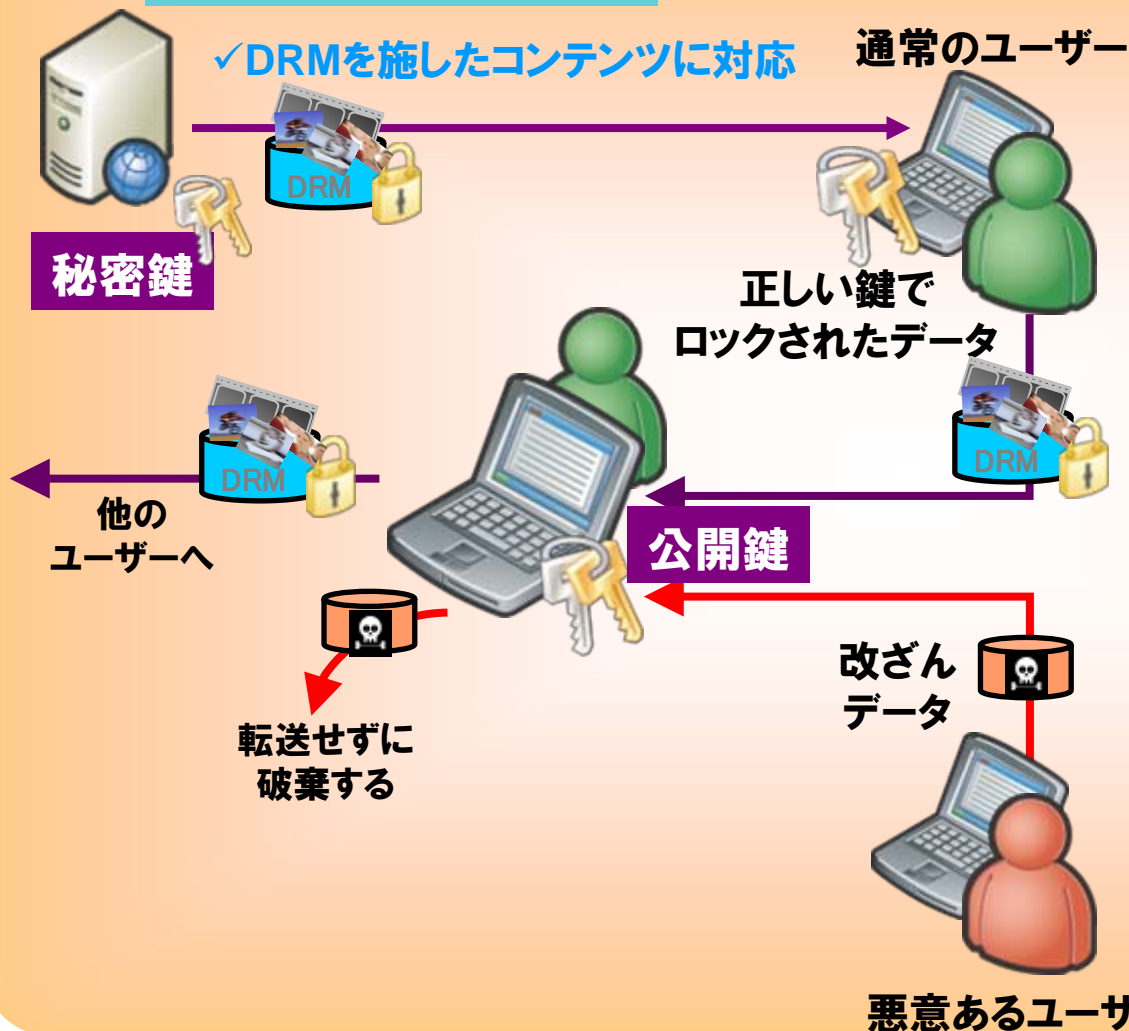 ✓DRMを施したコンテンツに対応
通常のユーザー
DRM
秘密鍵
正しい鍵で
ロックされたデータ
DRM
DRM
他の
ユーザーへ
公開鍵
改ざん
データ
転送せずに
破棄する
悪意あるユーザ